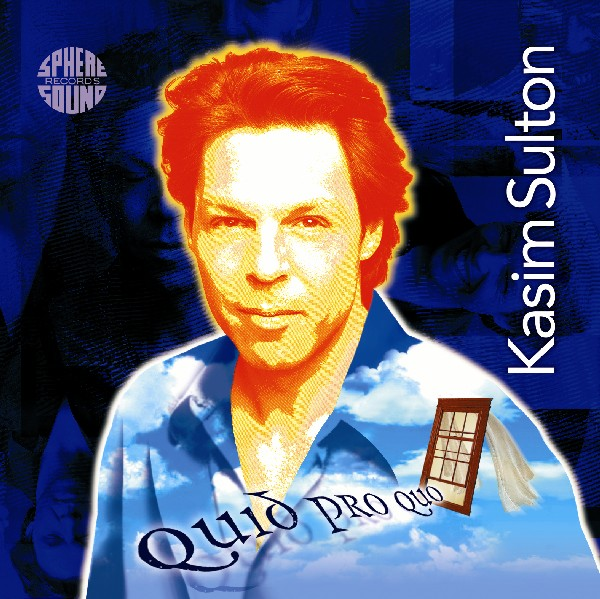 SPHERE
RECORDS
SOUND
Kasim Sulton
Quid pro quo